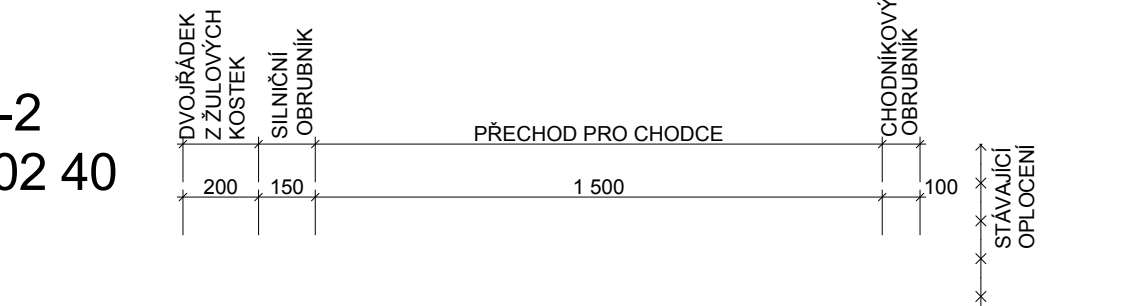 -2
02 40
DVOJŘÁDEK
Z ŽULOVÝCH
KOSTEK
SILNIČNÍ
OBRUBNÍK
PŘECHOD PRO CHODCE
CHODNÍKOVÝ
OBRUBNÍK
200
150
1 500
100
STÁVAJÍCÍ
OPLOCENÍ